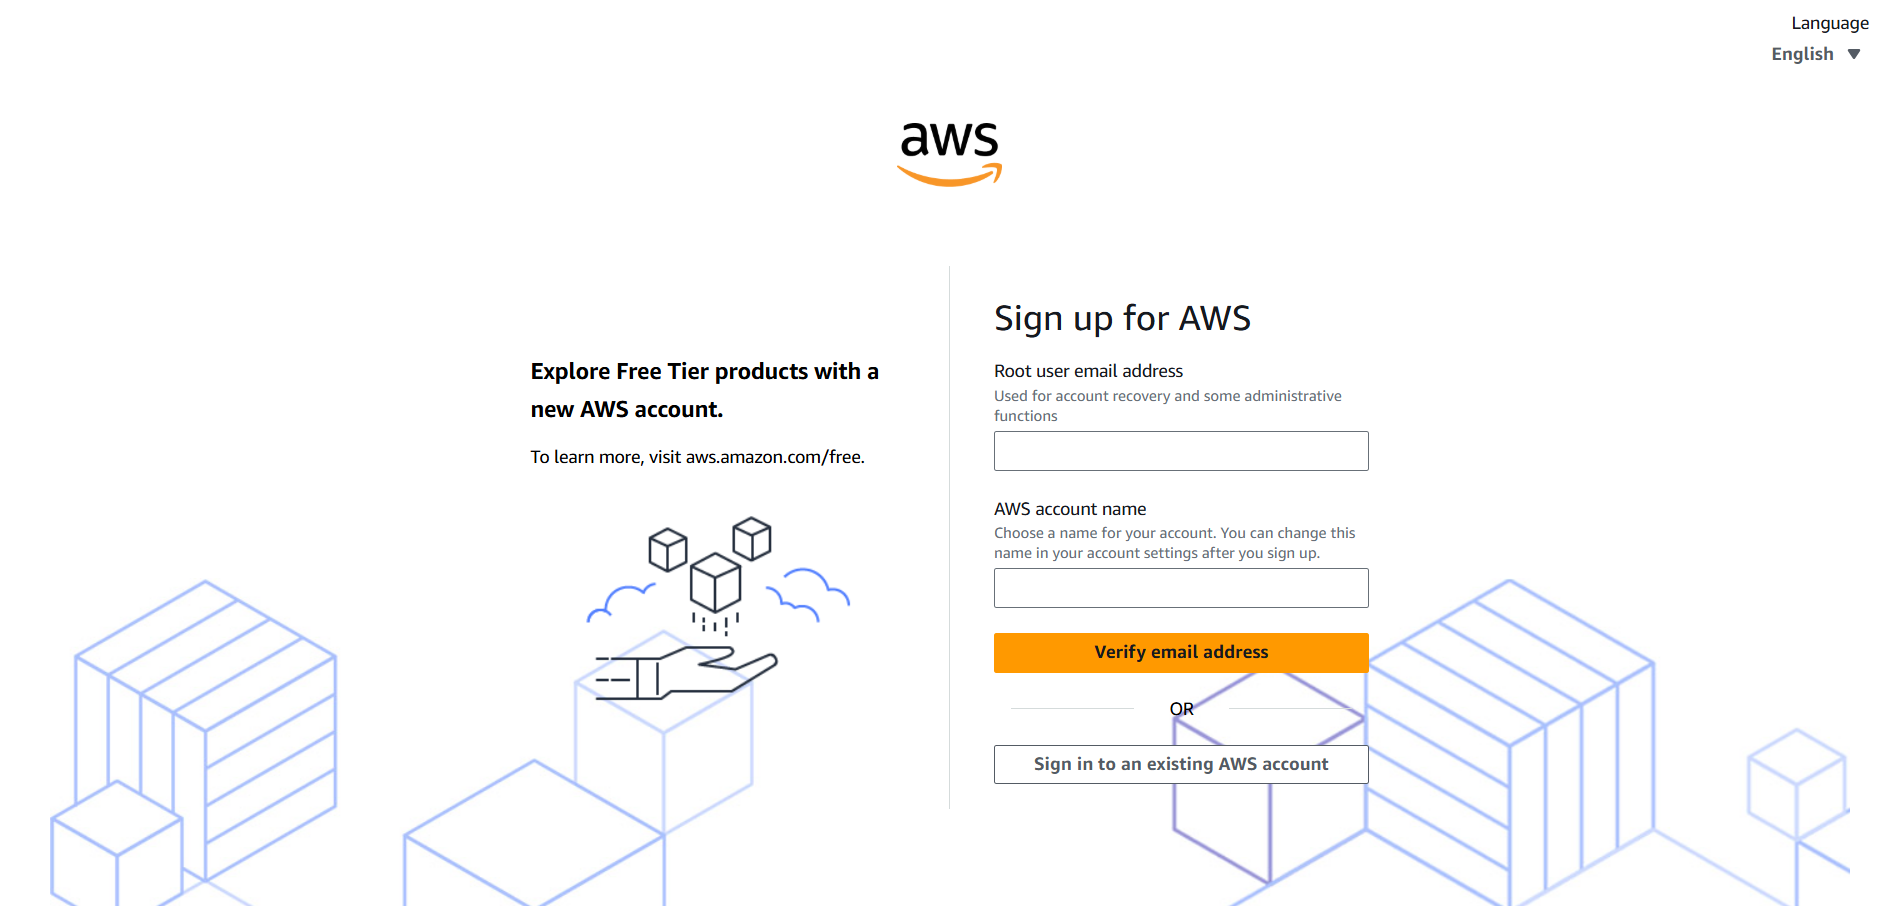 Language
English
aws
Explore Free Tier products with a
new AWS account.
To learn more, visit aws.amazon.com/free.
Sign up for AWS
Root user email address
Used for account recovery and some administrative
functions
AWS account name
Choose a name for your account. You can change this
name in your account settings after you sign up.
Verify email address
OR
Sign in to an existing AWS account